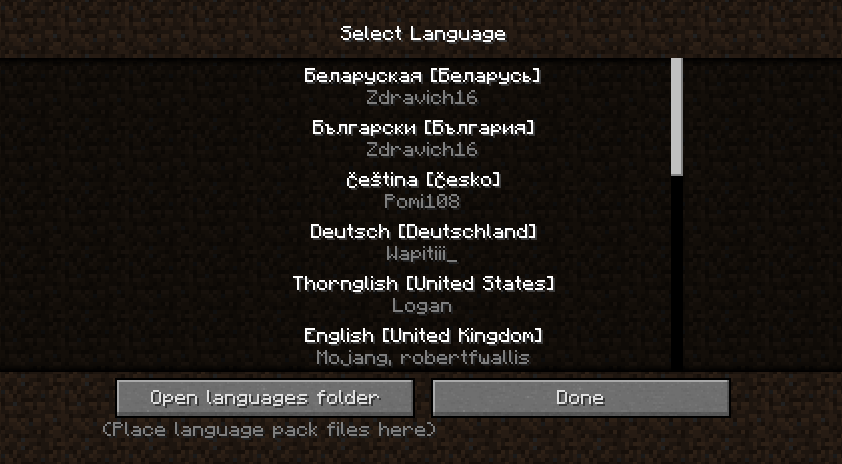 Select Language
Беларуская [Беларусь]
Zdravich16
Български [България]
Zdravich16
Čeština [Česko]
Pomi108
Deutsch [Deutschland]
Wapitiii_
Thornglish [United States]
Logan
English [United Kingdom]
Mojang, robertfwallis
Open languages folder
Done
(Place language pack files here)